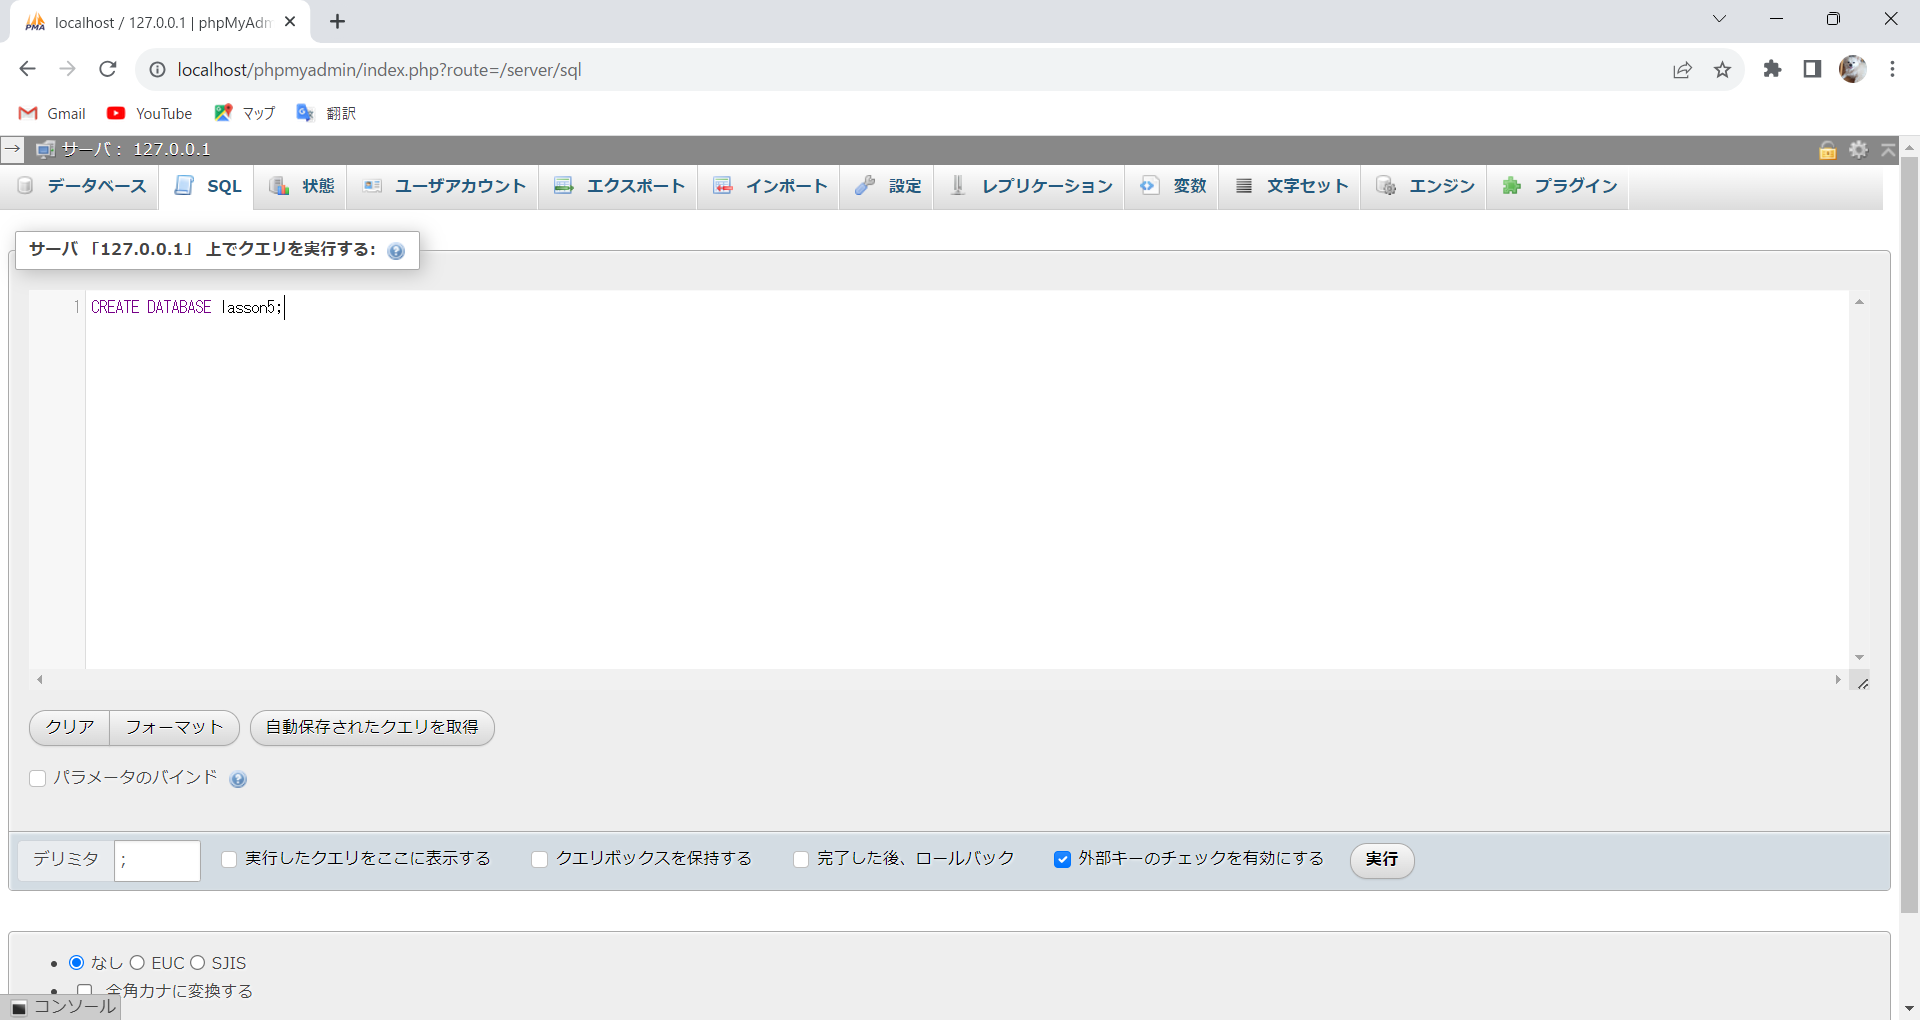 localhost / 127.0.0.1 | phpMyAdm
localhost/phpmyadmin/index.php?route=/server/sql
Gmail YouTube マップ 翻訳
サーバ： 127.0.0.1
データベース SQL 状態 ユーザアカウント エクスポート インポート 設定 レプリケーション 変数 文字セット エンジン プラグイン
サーバ 「127.0.0.1」 上でクエリを実行する:
1 CREATE DATABASE lasson5;
クリア フォーマット 自動保存されたクエリを取得
パラメータのバインド
デリミタ ; 実行したクエリをここに表示する クエリボックスを保持する 完了した後、ロールバック 外部キーのチェックを有効にする 実行
なし EUC SJIS
全角カナに変換する
コンソール